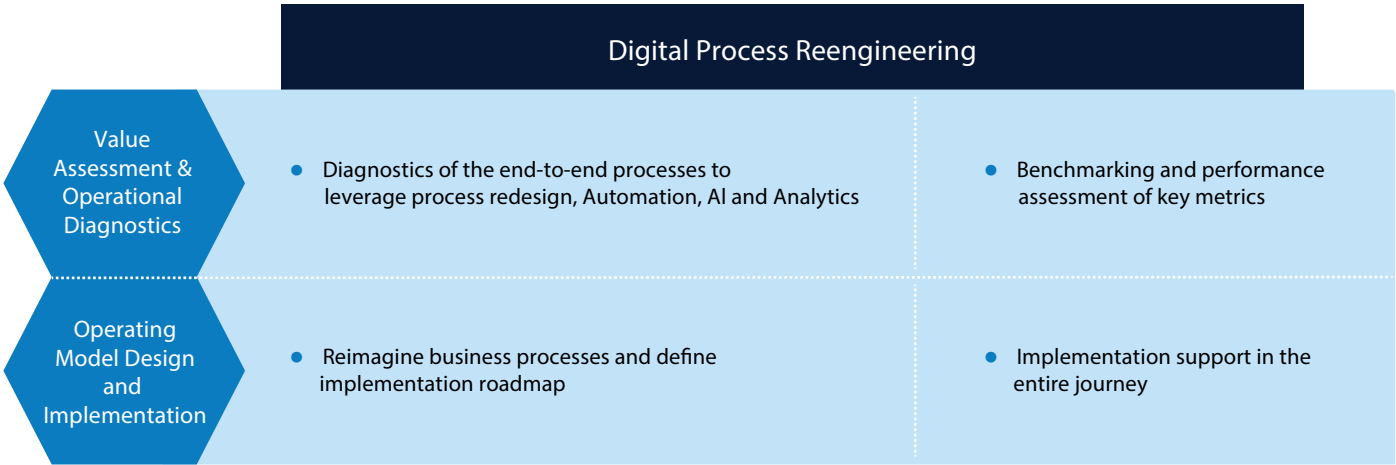 Digital Process Reengineering
Value
Assessment &
Operational
Diagnostics
• Diagnostics of the end-to-end processes to
leverage process redesign, Automation, AI and Analytics
• Benchmarking and performance
assessment of key metrics
Operating
Model Design
and
Implementation
• Reimagine business processes and define
implementation roadmap
• Implementation support in the
entire journey